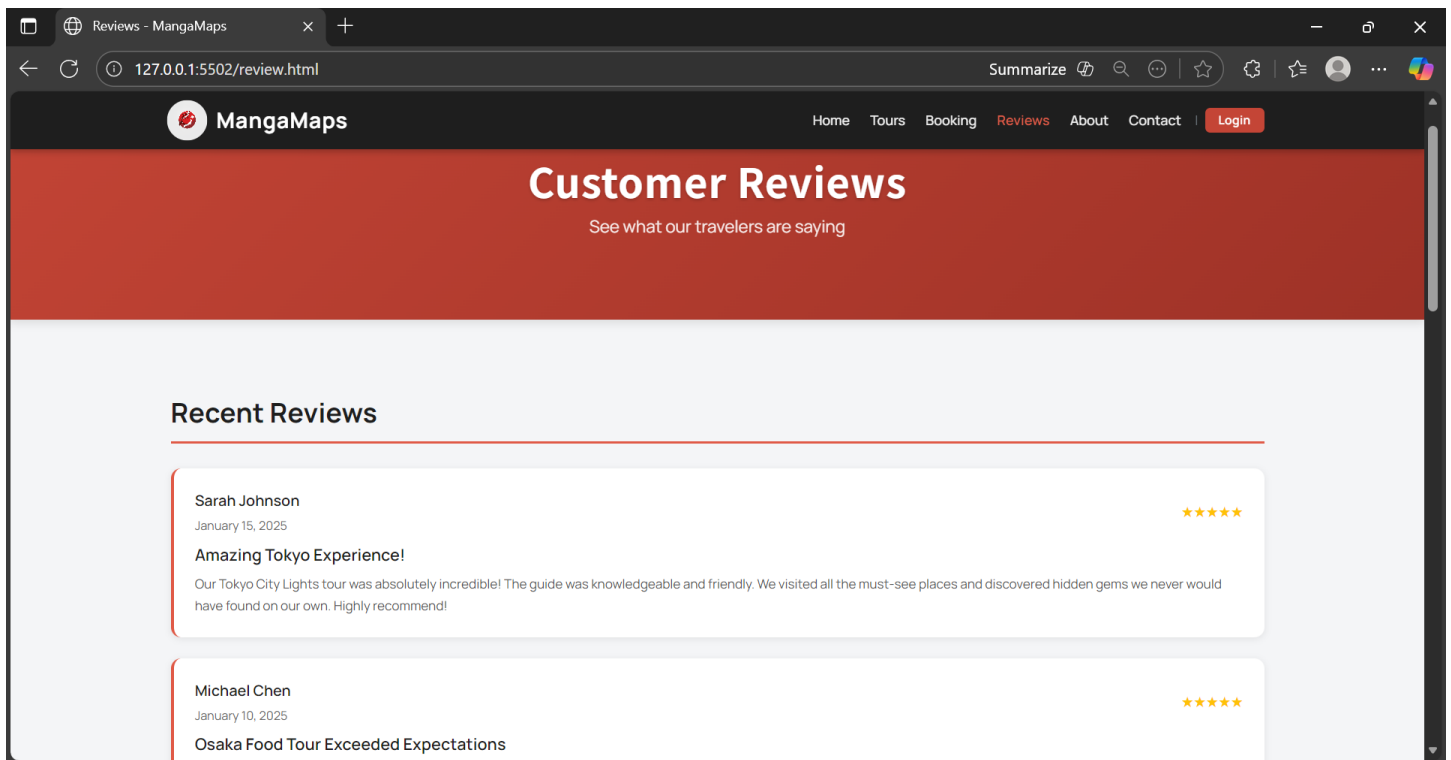 Reviews - MangaMaps
127.0.0.1:5502/review.html
Summarize
MangaMaps
Home Tours Booking Reviews About Contact | Login
Customer Reviews
See what our travelers are saying
Recent Reviews
Sarah Johnson
January 15, 2025
★★★★★
Amazing Tokyo Experience!
Our Tokyo City Lights tour was absolutely incredible! The guide was knowledgeable and friendly. We visited all the must-see places and discovered hidden gems we never would
have found on our own. Highly recommend!
Michael Chen
January 10, 2025
★★★★★
Osaka Food Tour Exceeded Expectations